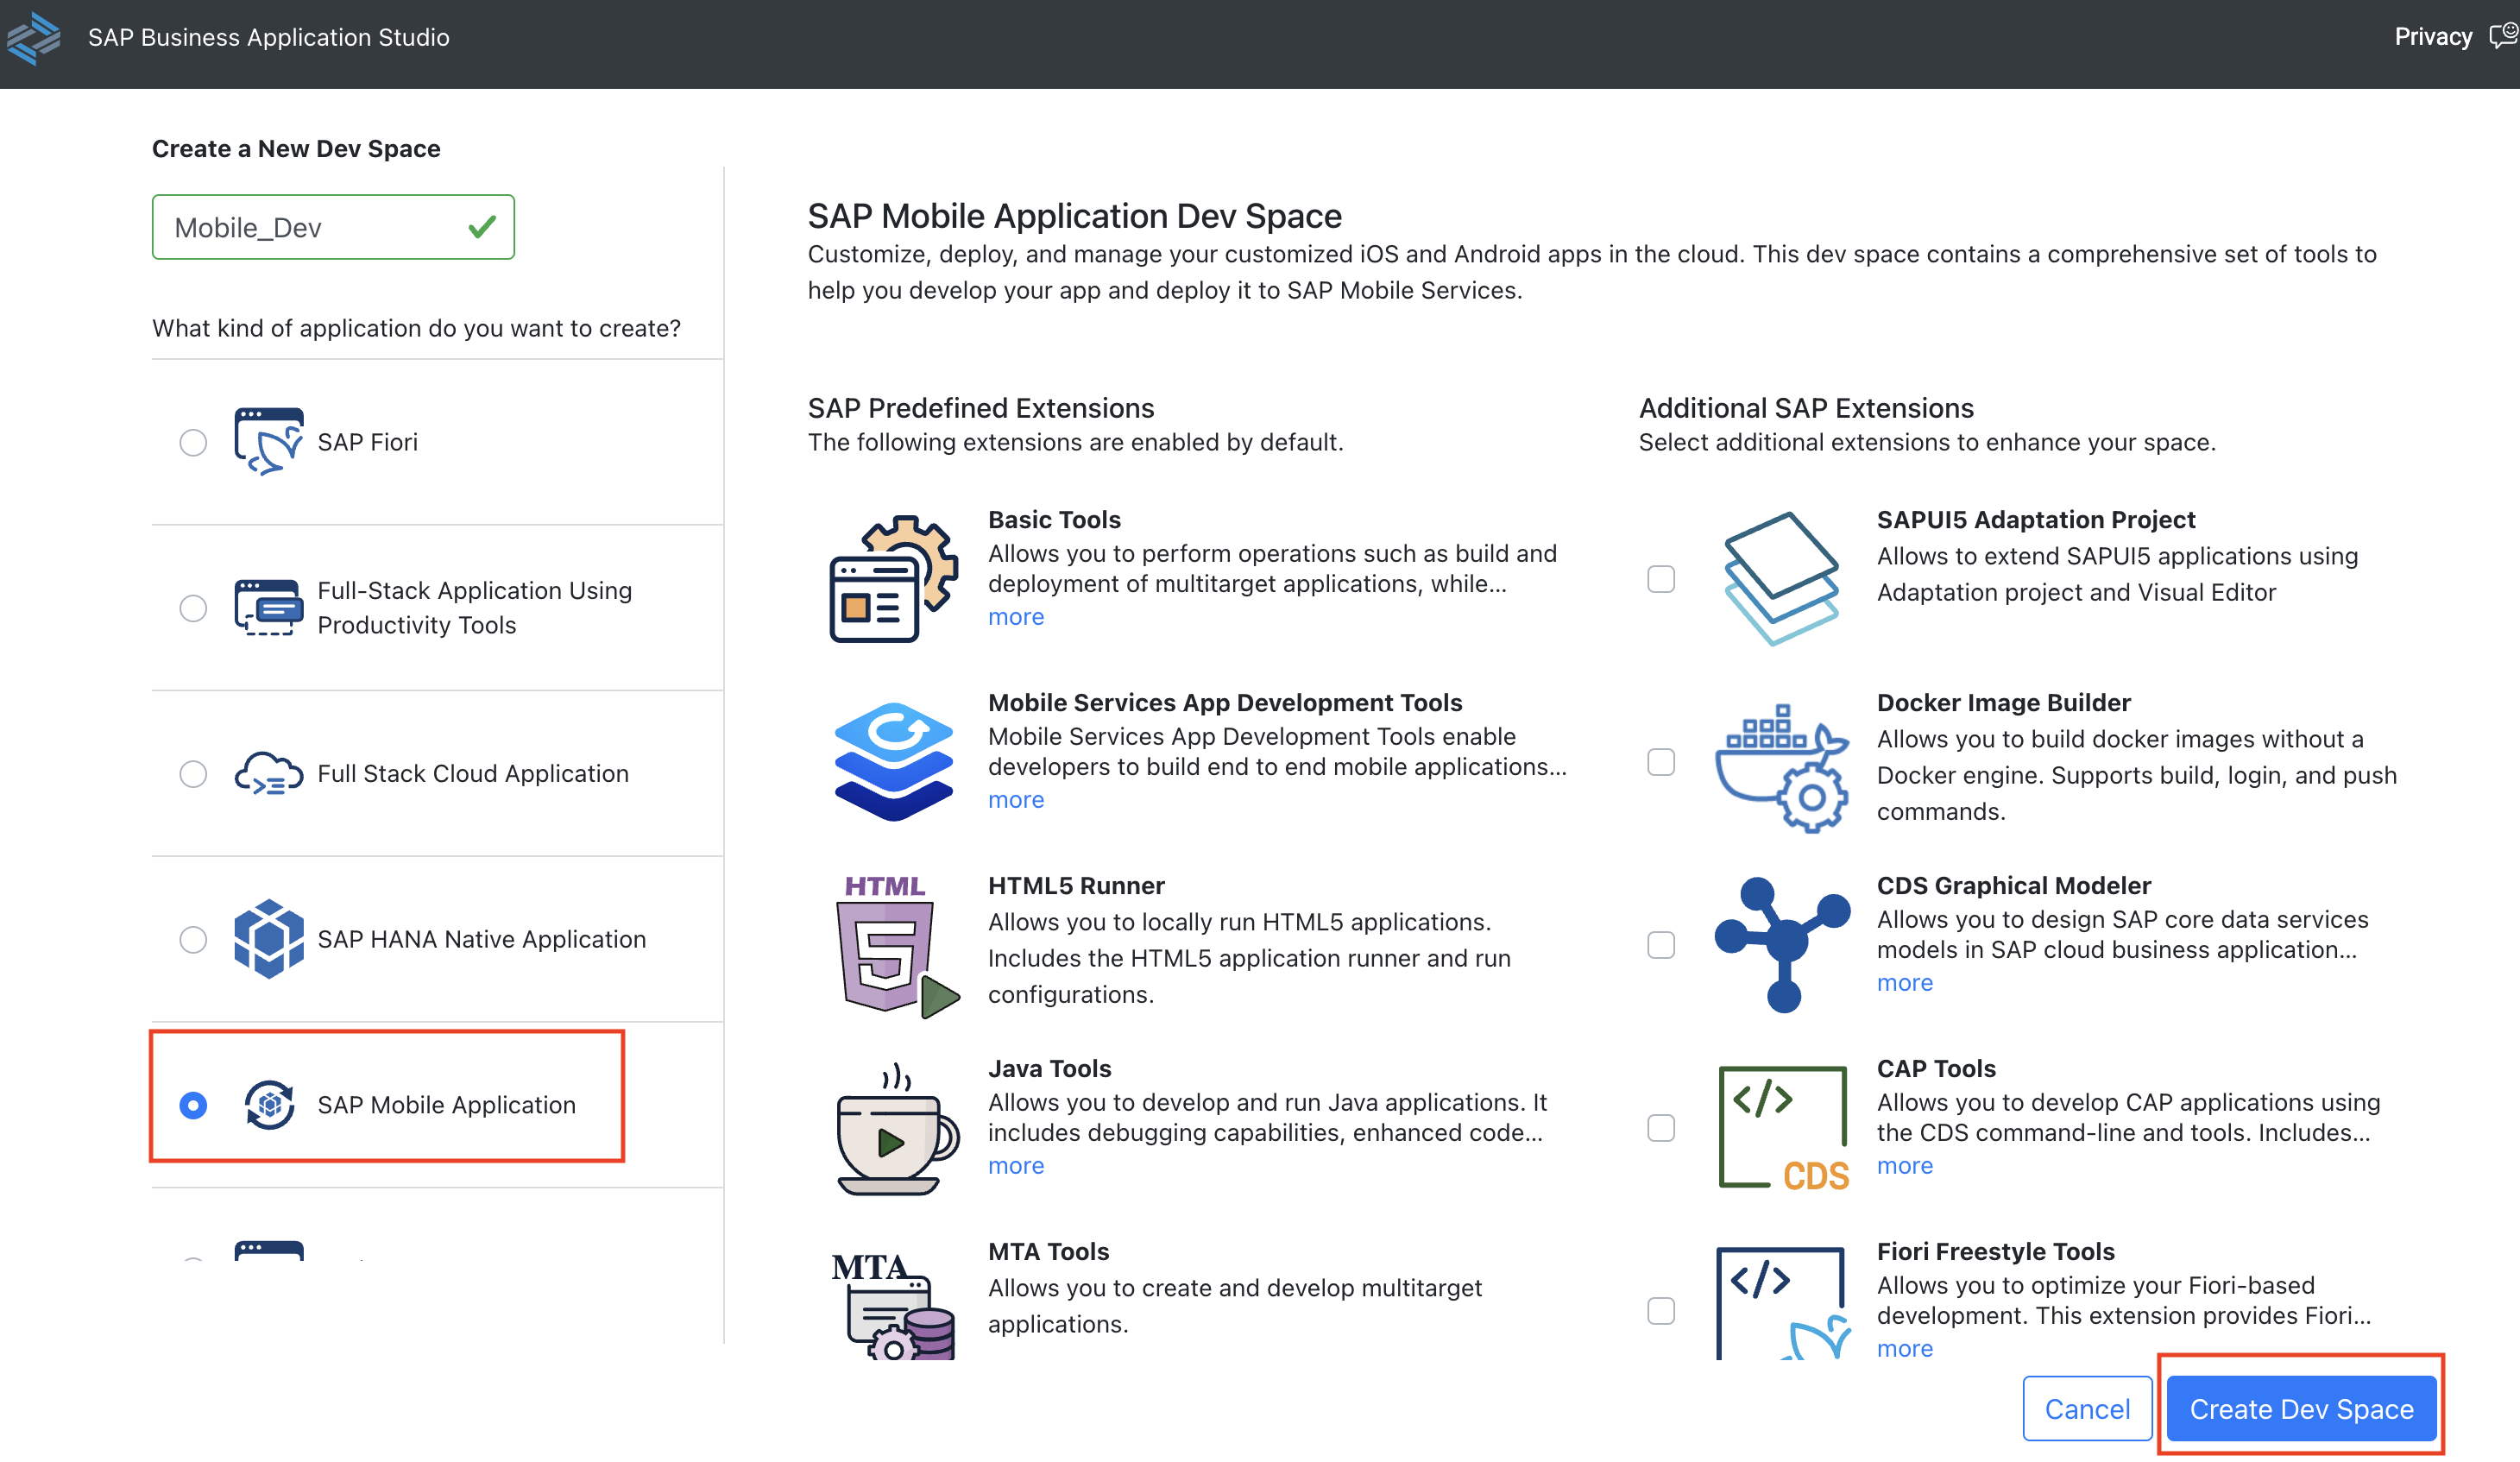 SAP Business Application Studio
Privacy
Create a New Dev Space
Mobile_Dev
What kind of application do you want to create?
SAP Fiori
Full-Stack Application Using
Productivity Tools
Full Stack Cloud Application
SAP HANA Native Application
SAP Mobile Application
SAP Mobile Application Dev Space
Customize, deploy, and manage your customized iOS and Android apps in the cloud. This dev space contains a comprehensive set of tools to
help you develop your app and deploy it to SAP Mobile Services.
SAP Predefined Extensions
The following extensions are enabled by default.
Basic Tools
Allows you to perform operations such as build and
deployment of multitarget applications, while...
more
Mobile Services App Development Tools
Mobile Services App Development Tools enable
developers to build end to end mobile applications...
more
HTML
5
HTML5 Runner
Allows you to locally run HTML5 applications.
Includes the HTML5 application runner and run
configurations.
Java Tools
Allows you to develop and run Java applications. It
includes debugging capabilities, enhanced code...
more
MTA
MTA Tools
Allows you to create and develop multitarget
applications.
Additional SAP Extensions
Select additional extensions to enhance your space.
SAPUI5 Adaptation Project
Allows to extend SAPUI5 applications using
Adaptation project and Visual Editor
Docker Image Builder
Allows you to build docker images without a
Docker engine. Supports build, login, and push
commands.
CDS Graphical Modeler
Allows you to design SAP core data services
models in SAP cloud business application...
more
</>
CDS
CAP Tools
Allows you to develop CAP applications using
the CDS command-line and tools. Includes...
more
</>
Fiori Freestyle Tools
Allows you to optimize your Fiori-based
development. This extension provides Fiori...
more
Cancel
Create Dev Space